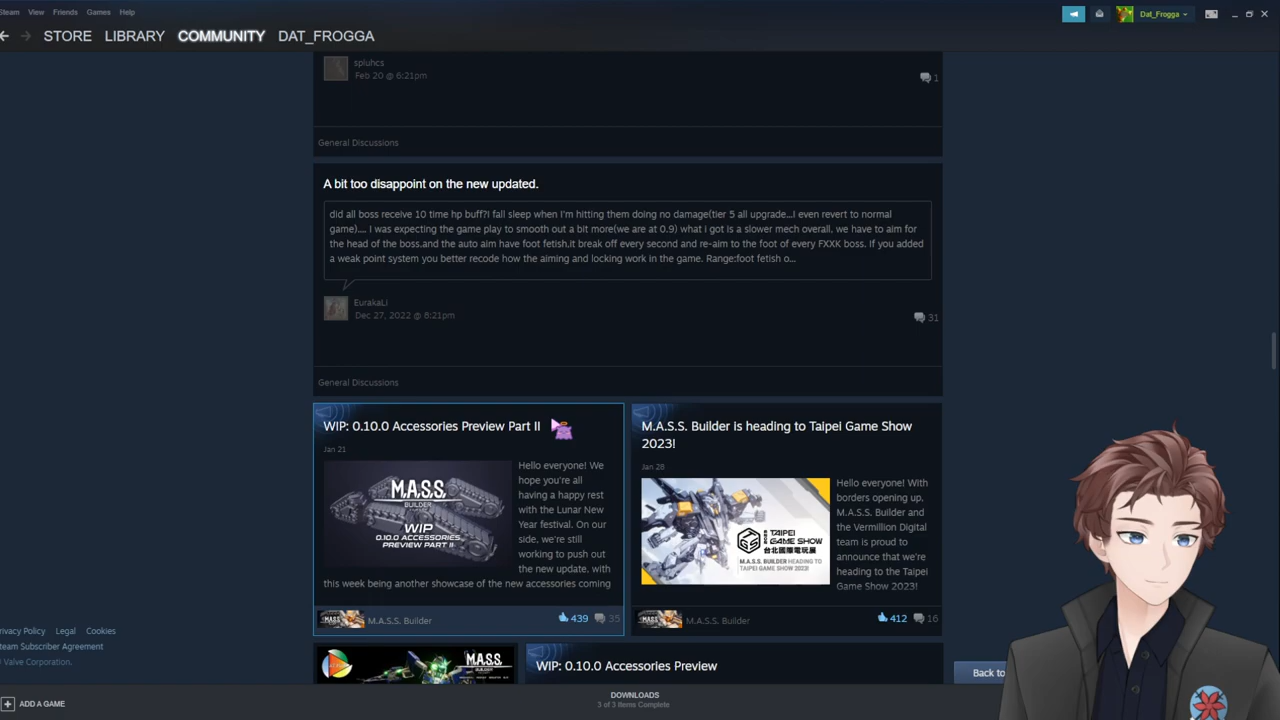 Steam View Friends Games Help
Dat_Frogga
STORE LIBRARY COMMUNITY DAT_FROGGA
spluhcs
Feb 20 @ 6:21pm
1
General Discussions
A bit too disappoint on the new updated.
did all boss receive 10 time hp buff?I fall sleep when I'm hitting them doing no damage(tier 5 all upgrade...I even revert to normal
game).... I was expecting the game play to smooth out a bit more(we are at 0.9) what I got is a slower mech overall. we have to aim for
the head of the boss.and the auto aim have foot fetish,it break off every second and re-aim to the foot of every FXXK boss. If you added
a weak point system you better recode how the aiming and locking work in the game. Range:foot fetish o...
EurakaLi
Dec 27, 2022 @ 8:21pm
31
General Discussions
WIP: 0.10.0 Accessories Preview Part II
Jan 21
Hello everyone! We
hope you're all
having a happy rest
with the Lunar New
Year festival. On our
side, we're still
working to push out
the new update, with
this week being another showcase of the new accessories coming
M.A.S.S.
BUILDER
WIP
0.10.0 ACCESSORIES
PREVIEW PART II
M.A.S.S. Builder
439
35
M.A.S.S. Builder is heading to Taipei Game Show
2023!
Jan 28
Hello everyone! With
borders opening up,
M.A.S.S. Builder and
the Vermillion Digital
team is proud to
announce that we're
heading to the Taipei
Game Show 2023!
TAIPEI
GAME SHOW
台北國際電玩展
M.A.S.S. BUILDER HEADING TO
TAIPEI GAME SHOW 2023!
M.A.S.S. Builder
412
16
M.A.S.S.
BUILDER
WIP: 0.10.0 Accessories Preview
rivacy Policy Legal Cookies
team Subscriber Agreement
Valve Corporation.
Back to
ADD A GAME
DOWNLOADS
3 of 3 Items Complete